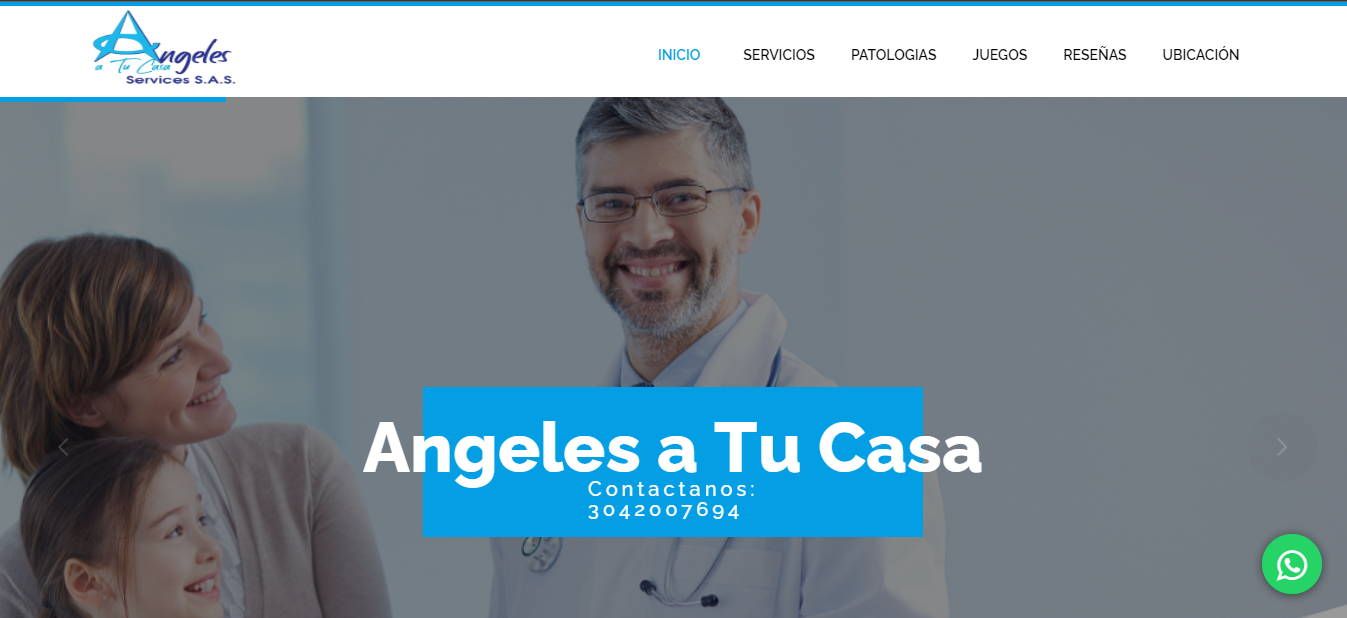 Angeles
a Tu Casa
Services S.A.S.
INICIO SERVICIOS PATOLOGIAS JUEGOS RESEÑAS UBICACIÓN
Angeles a Tu Casa
Contactanos:
3042007694